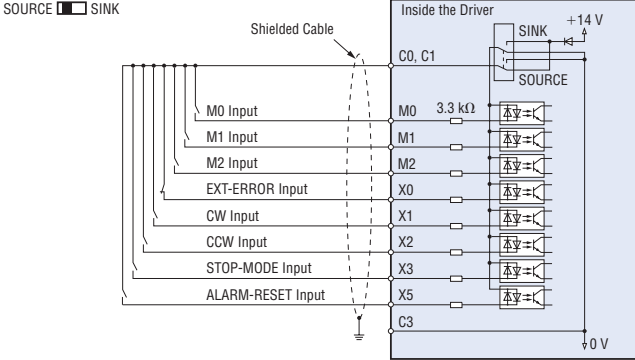 SOURCE SINK
Inside the Driver
Shielded Cable
SINK
+14 V
C0, C1
SOURCE
M0 Input
M0
3.3 kΩ
M1 Input
M1
M2 Input
M2
EXT-ERROR Input
X0
CW Input
X1
CCW Input
X2
STOP-MODE Input
X3
ALARM-RESET Input
X5
C3
0 V